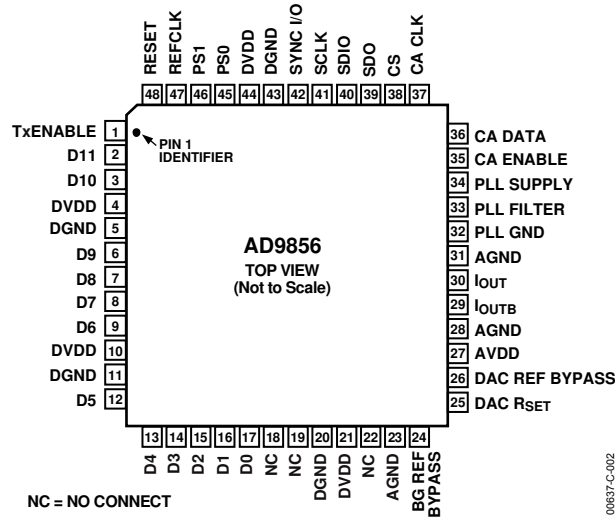 RESET
REFCLK
PS1
PS0
DVDD
DGND
SYNC I/O
SCLK
SDIO
SDO
CS
CA CLK
48 47 46 45 44 43 42 41 40 39 38 37
TxENABLE 1
D11 2
D10 3
DVDD 4
DGND 5
D9 6
D8 7
D7 8
D6 9
DVDD 10
DGND 11
D5 12
PIN 1
IDENTIFIER
AD9856
TOP VIEW
(Not to Scale)
36 CA DATA
35 CA ENABLE
34 PLL SUPPLY
33 PLL FILTER
32 PLL GND
31 AGND
30 IOUT
29 IOUTB
28 AGND
27 AVDD
26 DAC REF BYPASS
25 DAC RSET
13 14 15 16 17 18 19 20 21 22 23 24
D4
D3
D2
D1
D0
NC
NC
DGND
DVDD
NC
AGND
BG REF
BYPASS
NC = NO CONNECT
00637-C-002